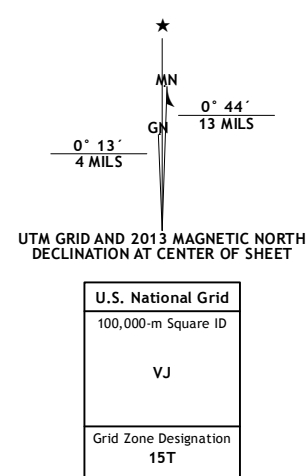 ★
MN
0° 44´
13 MILS
GN
0° 13´
4 MILS
UTM GRID AND 2013 MAGNETIC NORTH
DECLINATION AT CENTER OF SHEET
U.S. National Grid
100,000-m Square ID
VJ
Grid Zone Designation
15T